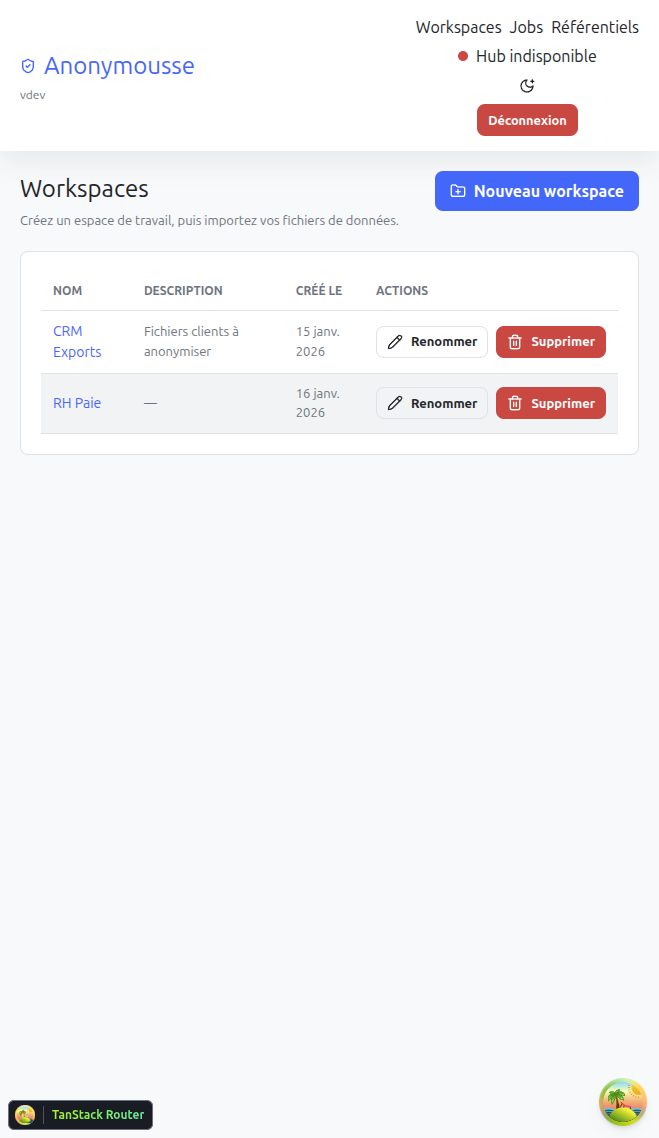 Workspaces Jobs Référentiels
Hub indisponible
Anonymousse
vdev
Déconnexion
Workspaces
Nouveau workspace
Créez un espace de travail, puis importez vos fichiers de données.
NOM DESCRIPTION CRÉÉ LE ACTIONS
CRM Exports
Fichiers clients à anonymiser
15 janv. 2026
Renommer Supprimer
RH Paie
—
16 janv. 2026
Renommer Supprimer
TanStack Router